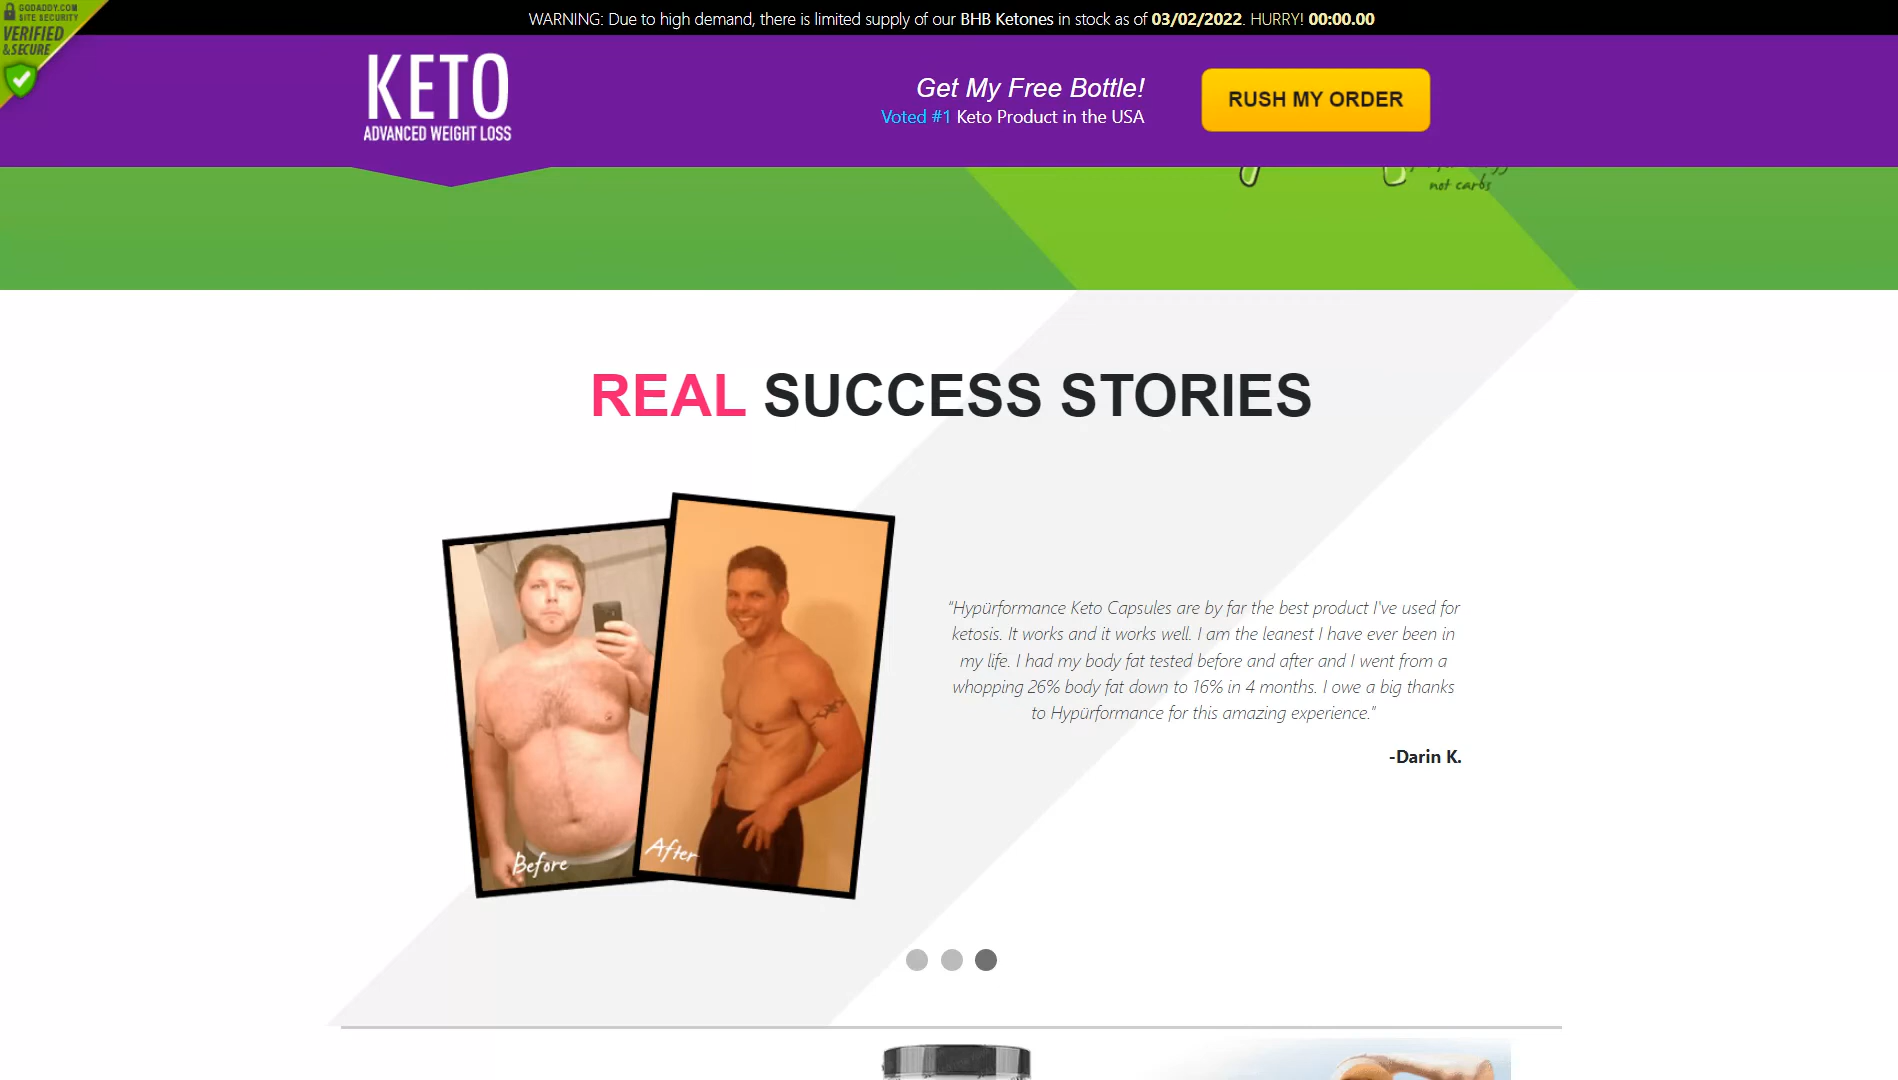 GODADDY.COM
SITE SECURITY
VERIFIED
& SECURE
WARNING: Due to high demand, there is limited supply of our BHB Ketones in stock as of 03/02/2022. HURRY! 00:00.00
KETO
ADVANCED WEIGHT LOSS
Get My Free Bottle!
Voted #1 Keto Product in the USA
RUSH MY ORDER
not carbs
REAL SUCCESS STORIES
Before
After
"Hypürformance Keto Capsules are by far the best product I've used for
ketosis. It works and it works well. I am the leanest I have ever been in
my life. I had my body fat tested before and after and I went from a
whopping 26% body fat down to 16% in 4 months. I owe a big thanks
to Hypürformance for this amazing experience."
-Darin K.